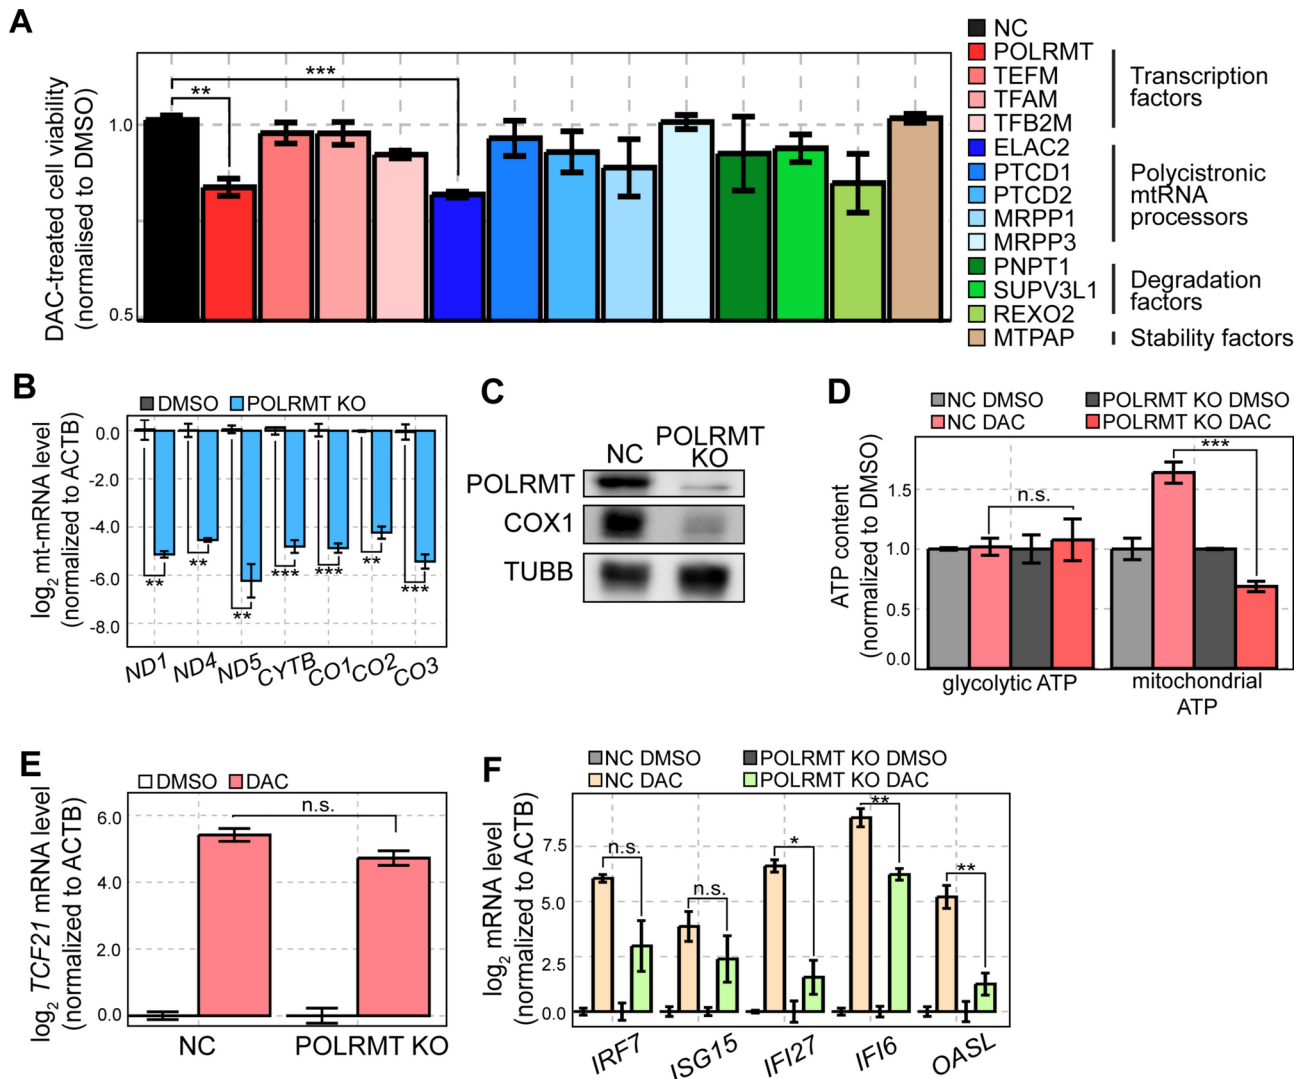 A
DAC-treated cell viability
(normalised to DMSO)
1.0
0.5
**
***
NC
POLRMT
TEFM
TFAM
TFB2M
ELAC2
PTCD1
PTCD2
MRPP1
MRPP3
PNPT1
SUPV3L1
REXO2
MTPAP
Transcription
factors
Polycistronic
mtRNA
processors
Degradation
factors
Stability factors
B
DMSO POLRMT KO
log2 mt-mRNA level
(normalized to ACTB)
0.0
-2.0
-4.0
-6.0
-8.0
** ** ** *** *** ** ***
ND1 ND4 ND5 CYTB CO1 CO2 CO3
C
NC POLRMT
KO
POLRMT
COX1
TUBB
D
NC DMSO POLRMT KO DMSO
NC DAC POLRMT KO DAC
ATP content
(normalized to DMSO)
1.5
1.0
0.5
0.0
n.s. ***
glycolytic ATP mitochondrial
ATP
E
DMSO DAC
log2 TCF21 mRNA level
(normalized to ACTB)
6.0
4.0
2.0
0.0
n.s.
NC POLRMT KO
F
NC DMSO POLRMT KO DMSO
NC DAC POLRMT KO DAC
log2 mRNA level
(normalized to ACTB)
7.5
5.0
2.5
0.0
n.s. n.s. * ** **
IRF7 ISG15 IFI27 IFI6 OASL